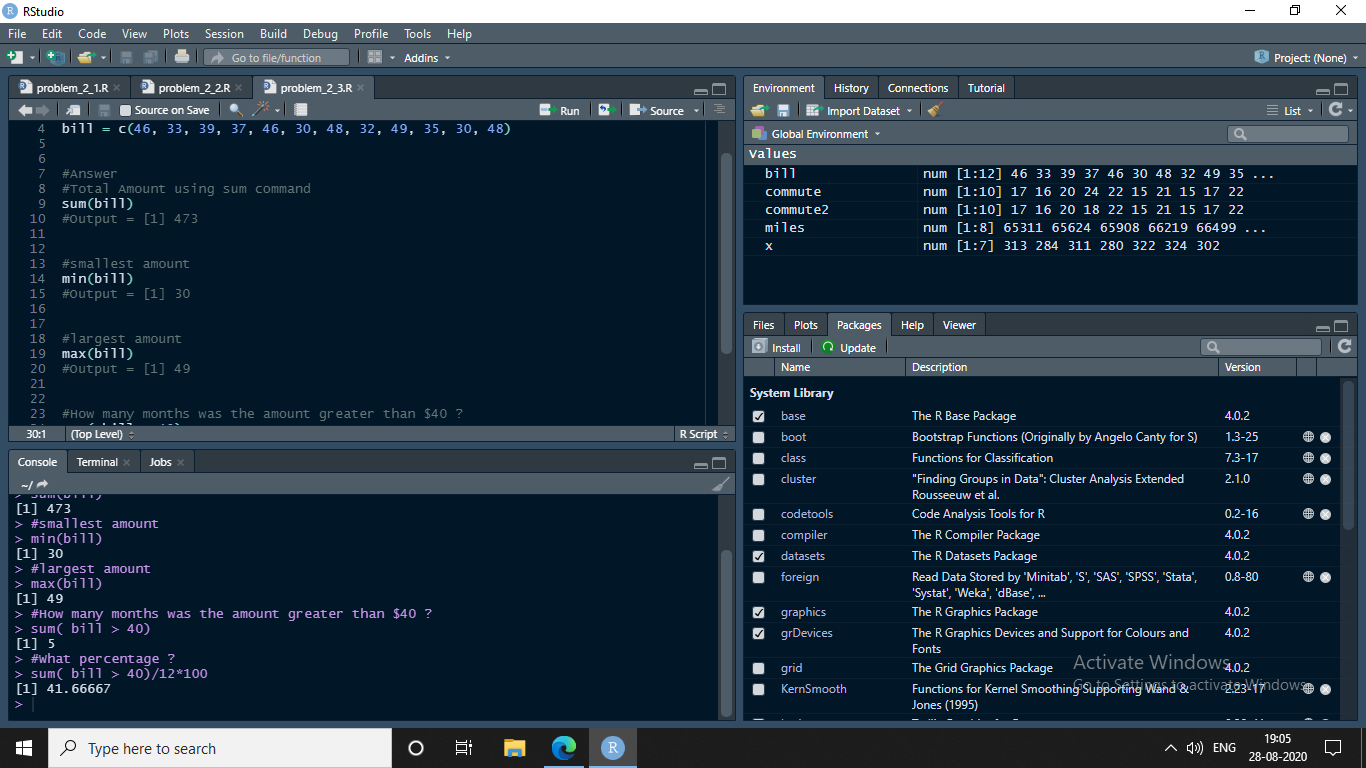 RStudio
File Edit Code View Plots Session Build Debug Profile Tools Help
Go to file/function Addins Project: (None)
problem_2_1.R problem_2_2.R problem_2_3.R
Source on Save Run Source
4 bill = c(46, 33, 39, 37, 46, 30, 48, 32, 49, 35, 30, 48)
5
6
7 #Answer
8 #Total Amount using sum command
9 sum(bill)
10 #Output = [1] 473
11
12
13 #smallest amount
14 min(bill)
15 #Output = [1] 30
16
17
18 #largest amount
19 max(bill)
20 #Output = [1] 49
21
22
23 #How many months was the amount greater than $40 ?
30:1 (Top Level) R Script
Console Terminal Jobs
~/
> sum(bill)
[1] 473
> #smallest amount
> min(bill)
[1] 30
> #largest amount
> max(bill)
[1] 49
> #How many months was the amount greater than $40 ?
> sum( bill > 40)
[1] 5
> #What percentage ?
> sum( bill > 40)/12*100
[1] 41.66667
>
Environment History Connections Tutorial
Import Dataset List
Global Environment
Values
bill num [1:12] 46 33 39 37 46 30 48 32 49 35 ...
commute num [1:10] 17 16 20 24 22 15 21 15 17 22
commute2 num [1:10] 17 16 20 18 22 15 21 15 17 22
miles num [1:8] 65311 65624 65908 66219 66499 ...
x num [1:7] 313 284 311 280 322 324 302
Files Plots Packages Help Viewer
Install Update
Name Description Version
System Library
base The R Base Package 4.0.2
boot Bootstrap Functions (Originally by Angelo Canty for S) 1.3-25
class Functions for Classification 7.3-17
cluster "Finding Groups in Data": Cluster Analysis Extended 2.1.0
Rousseeuw et al.
codetools Code Analysis Tools for R 0.2-16
compiler The R Compiler Package 4.0.2
datasets The R Datasets Package 4.0.2
foreign Read Data Stored by 'Minitab', 'S', 'SAS', 'SPSS', 'Stata', 0.8-80
'Systat', 'Weka', 'dBase', ...
graphics The R Graphics Package 4.0.2
grDevices The R Graphics Devices and Support for Colours and 4.0.2
Fonts
grid The Grid Graphics Package 4.0.2
KernSmooth Functions for Kernel Smoothing Supporting Wand & 2.23-17
Jones (1995)
Activate Windows
Go to Settings to activate Windows.
Type here to search
ENG
19:05
28-08-2020